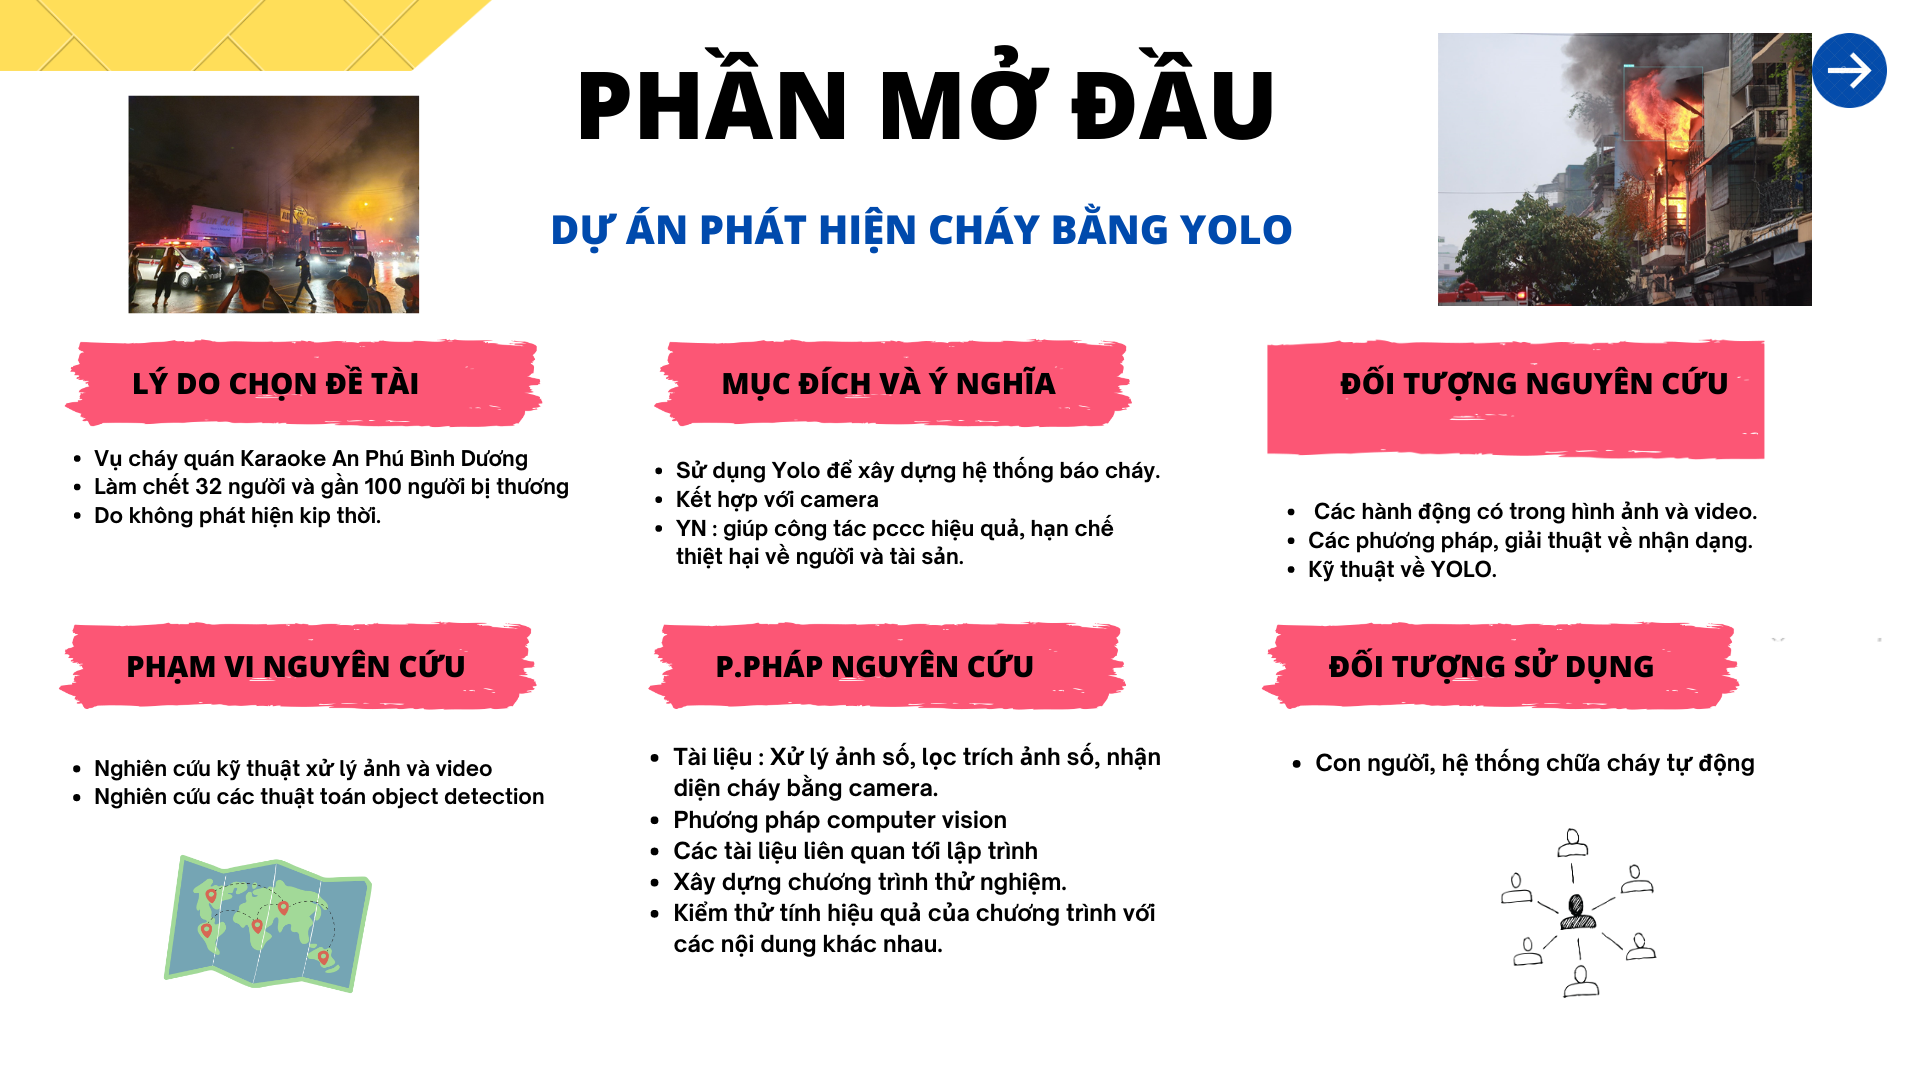 PHẦN MỞ ĐẦU
DỰ ÁN PHÁT HIỆN CHÁY BẰNG YOLO
LÝ DO CHỌN ĐỀ TÀI
• Vụ cháy quán Karaoke An Phú Bình Dương
• Làm chết 32 người và gần 100 người bị thương
• Do không phát hiện kip thời.
MỤC ĐÍCH VÀ Ý NGHĨA
• Sử dụng Yolo để xây dựng hệ thống báo cháy.
• Kết hợp với camera
• YN : giúp công tác pccc hiệu quả, hạn chế
thiệt hại về người và tài sản.
ĐỐI TƯỢNG NGUYÊN CỨU
• Các hành động có trong hình ảnh và video.
• Các phương pháp, giải thuật về nhận dạng.
• Kỹ thuật về YOLO.
PHẠM VI NGUYÊN CỨU
• Nghiên cứu kỹ thuật xử lý ảnh và video
• Nghiên cứu các thuật toán object detection
P.PHÁP NGUYÊN CỨU
• Tài liệu : Xử lý ảnh số, lọc trích ảnh số, nhận
diện cháy bằng camera.
• Phương pháp computer vision
• Các tài liệu liên quan tới lập trình
• Xây dựng chương trình thử nghiệm.
• Kiểm thử tính hiệu quả của chương trình với
các nội dung khác nhau.
ĐỐI TƯỢNG SỬ DỤNG
• Con người, hệ thống chữa cháy tự động